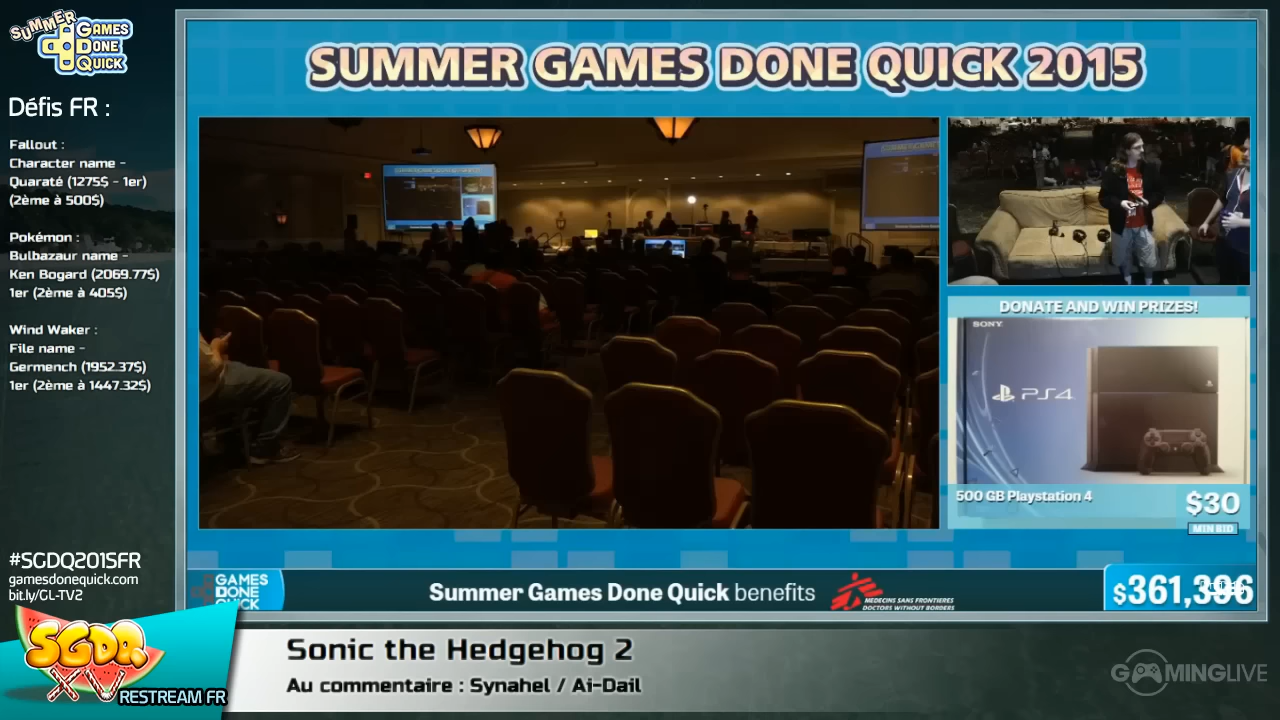 SUMMER
GAMES
DONE
QUICK
Défis FR :
Fallout :
Character name -
Quaraté (1275$ - 1er)
(2ème à 500$)
Pokémon :
Bulbazaur name -
Ken Bogard (2069.77$)
1er (2ème à 405$)
Wind Waker :
File name -
Germench (1952.37$)
1er (2ème à 1447.32$)
#SGDQ2015FR
gamesdonequick.com
bit.ly/GL-TV2
SGDQ
XV
RESTREAM FR
SUMMER GAMES DONE QUICK 2015
DONATE AND WIN PRIZES!
SONY
PS4
500 GB Playstation 4
$30
MIN BID
GAMES
DONE
QUICK
Summer Games Done Quick benefits
MEDECINS SANS FRONTIERES
DOCTORS WITHOUT BORDERS
$361,396
Sonic the Hedgehog 2
Au commentaire : Synahel / Ai-Dail
GAMINGLIVE